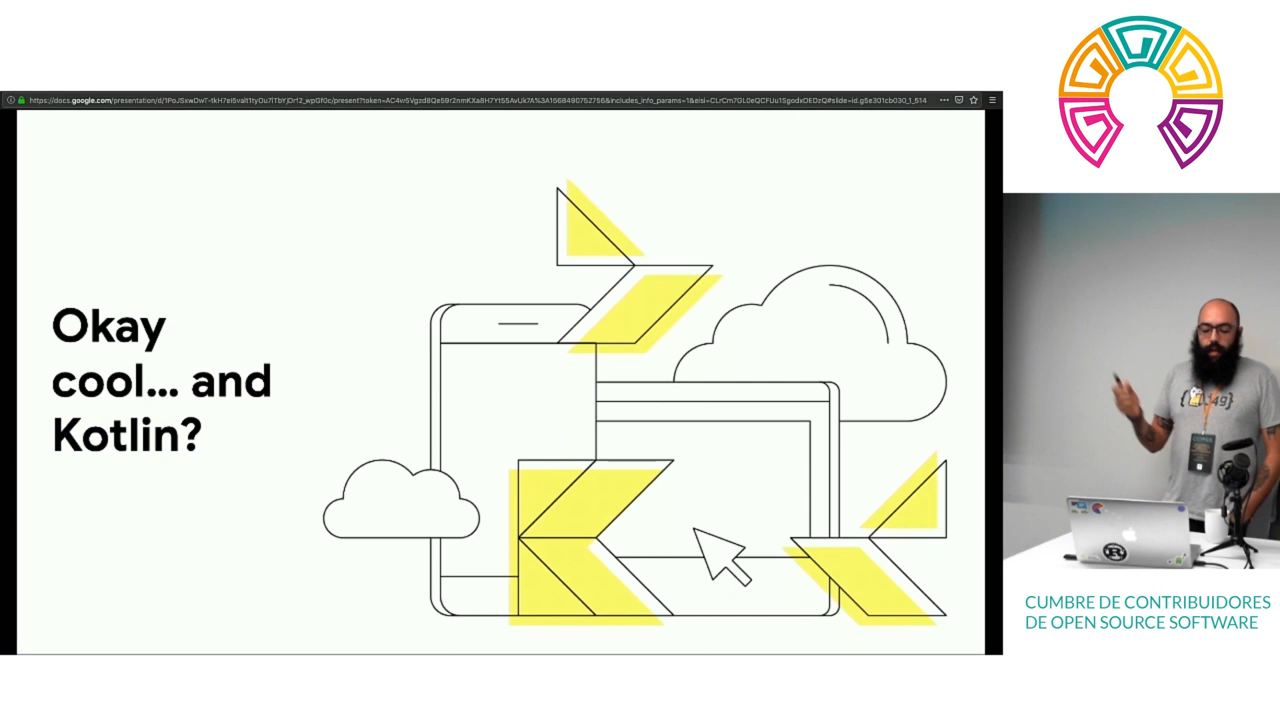 Okay
cool... and
Kotlin?
CUMBRE DE CONTRIBUIDORES
DE OPEN SOURCE SOFTWARE